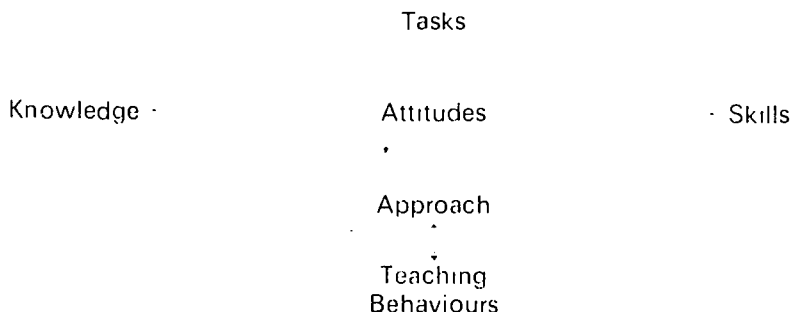 Tasks
Knowledge Attitudes Skills
Approach
Teaching
Behaviours